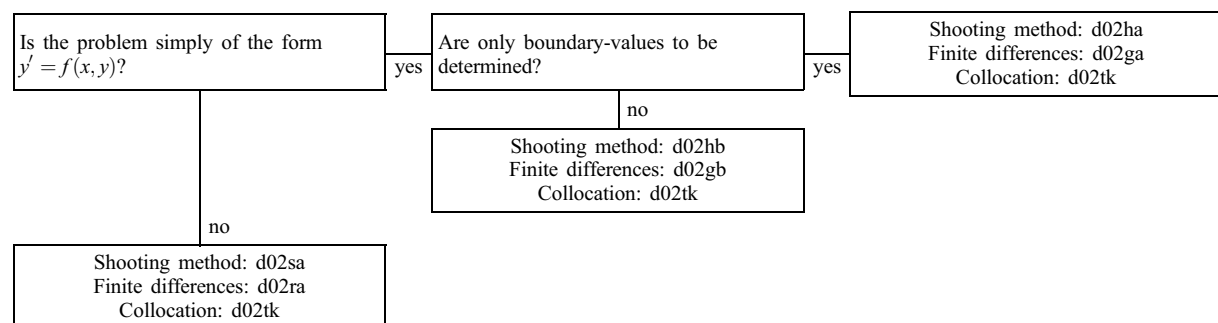 Is the problem simply of the form
y′ = f(x, y)?
yes
Are only boundary-values to be
determined?
yes
Shooting method: d02ha
Finite differences: d02ga
Collocation: d02tk
no
Shooting method: d02hb
Finite differences: d02gb
Collocation: d02tk
no
Shooting method: d02sa
Finite differences: d02ra
Collocation: d02tk